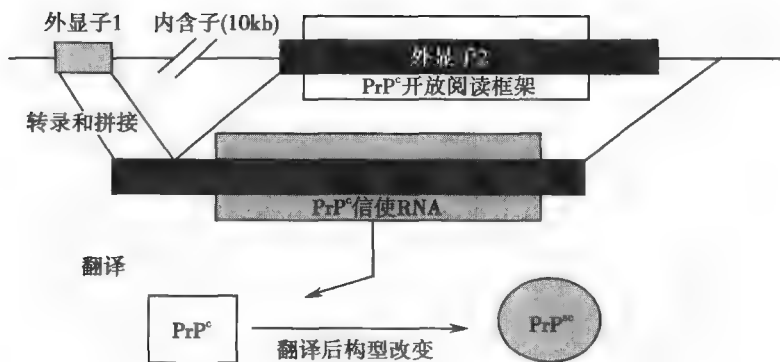 外显子1 内含子(10kb)
外显子2
PrPᶜ开放阅读框架
转录和拼接
PrPᶜ信使RNA
翻译
PrPᶜ
翻译后构型改变
PrPˢᶜ